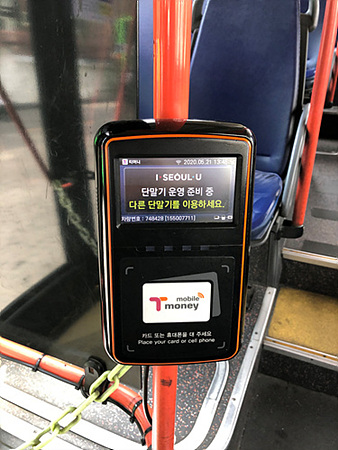 티머니 2020.05.21 13:45
I·SEOUL·U
단말기 운영 준비 중
다른 단말기를 이용하세요.
차량번호 : 748428 [155007711]
mobile
T money
카드 또는 휴대폰을 대 주세요
Place your card or cell phone